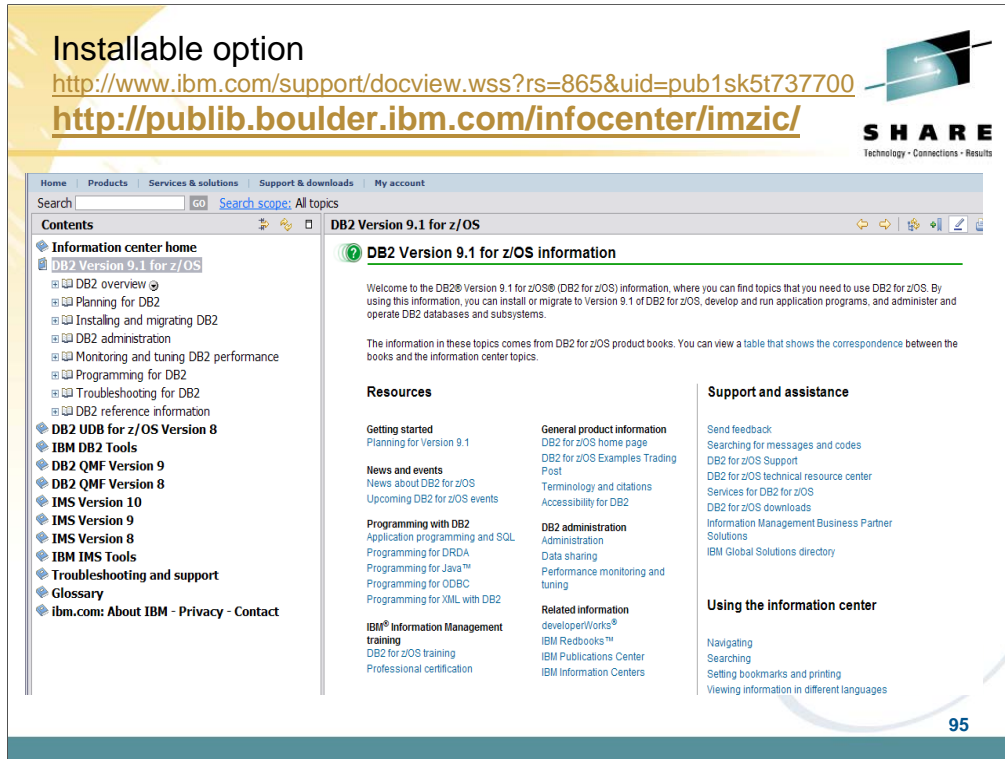 Installable option
http://www.ibm.com/support/docview.wss?rs=865&uid=pub1sk5t737700
http://publib.boulder.ibm.com/infocenter/imzic/
SHARE
Technology - Connections - Results
Home Products Services & solutions Support & downloads My account
Search GO Search scope: All topics
Contents
Information center home
DB2 Version 9.1 for z/OS
DB2 overview
Planning for DB2
Instaling and migrating DB2
DB2 administration
Monitoring and tuning DB2 performance
Programming for DB2
Troubleshooting for DB2
DB2 reference information
DB2 UDB for z/OS Version 8
IBM DB2 Tools
DB2 QMF Version 9
DB2 QMF Version 8
IMS Version 10
IMS Version 9
IMS Version 8
IBM IMS Tools
Troubleshooting and support
Glossary
ibm.com: About IBM - Privacy - Contact
DB2 Version 9.1 for z/OS
DB2 Version 9.1 for z/OS information
Welcome to the DB2® Version 9.1 for z/OS® (DB2 for z/OS) information, where you can find topics that you need to use DB2 for z/OS. By
using this information, you can install or migrate to Version 9.1 of DB2 for z/OS, develop and run application programs, and administer and
operate DB2 databases and subsystems.
The information in these topics comes from DB2 for z/OS product books. You can view a table that shows the correspondence between the
books and the information center topics.
Resources
Getting started
Planning for Version 9.1
News and events
News about DB2 for z/OS
Upcoming DB2 for z/OS events
Programming with DB2
Application programming and SQL
Programming for DRDA
Programming for Java™
Programming for ODBC
Programming for XML with DB2
IBM® Information Management
training
DB2 for z/OS training
Professional certification
General product information
DB2 for z/OS home page
DB2 for z/OS Examples Trading
Post
Terminology and citations
Accessibility for DB2
DB2 administration
Administration
Data sharing
Performance monitoring and
tuning
Related information
developerWorks®
IBM Redbooks™
IBM Publications Center
IBM Information Centers
Support and assistance
Send feedback
Searching for messages and codes
DB2 for z/OS Support
DB2 for z/OS technical resource center
Services for DB2 for z/OS
DB2 for z/OS downloads
Information Management Business Partner
Solutions
IBM Global Solutions directory
Using the information center
Navigating
Searching
Setting bookmarks and printing
Viewing information in different languages
95